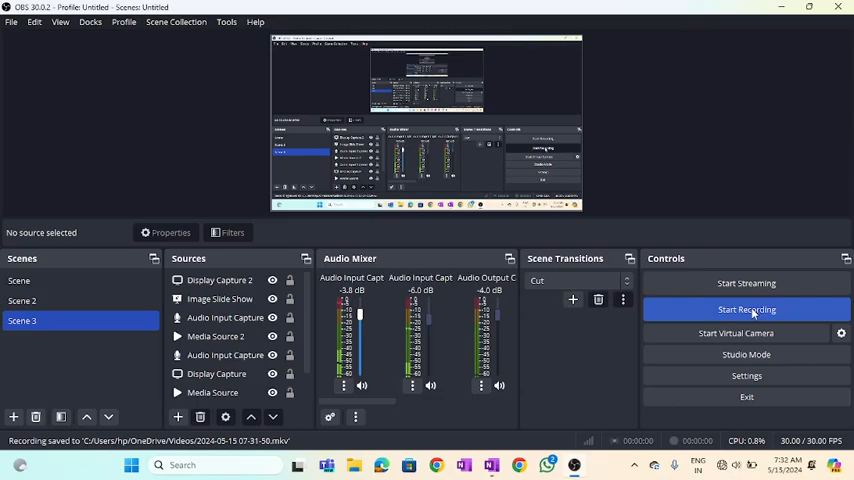 OBS 30.0.2 - Profile: Untitled - Scenes: Untitled
File Edit View Docks Profile Scene Collection Tools Help
No source selected
Properties
Filters
Scenes
Scene
Scene 2
Scene 3
Sources
Display Capture 2
Image Slide Show
Audio Input Capture
Media Source 2
Audio Input Capture
Display Capture
Media Source
Audio Mixer
Audio Input Capt Audio Input Capt Audio Output C
-3.8 dB -6.0 dB -4.0 dB
Scene Transitions
Cut
Controls
Start Streaming
Start Recording
Start Virtual Camera
Studio Mode
Settings
Exit
Recording saved to 'C:/Users/hp/OneDrive/Videos/2024-05-15 07-31-50.mkv'
00:00:00
00:00:00
CPU: 0.8%
30.00 / 30.00 FPS
Search
2
ENG
IN
7:32 AM
5/15/2024